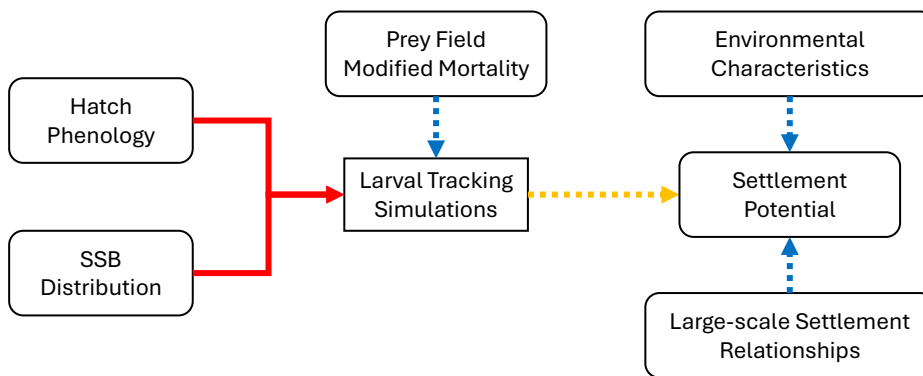 Prey Field
Modified Mortality
Environmental
Characteristics
Hatch
Phenology
Larval Tracking
Simulations
Settlement
Potential
SSB
Distribution
Large-scale Settlement
Relationships